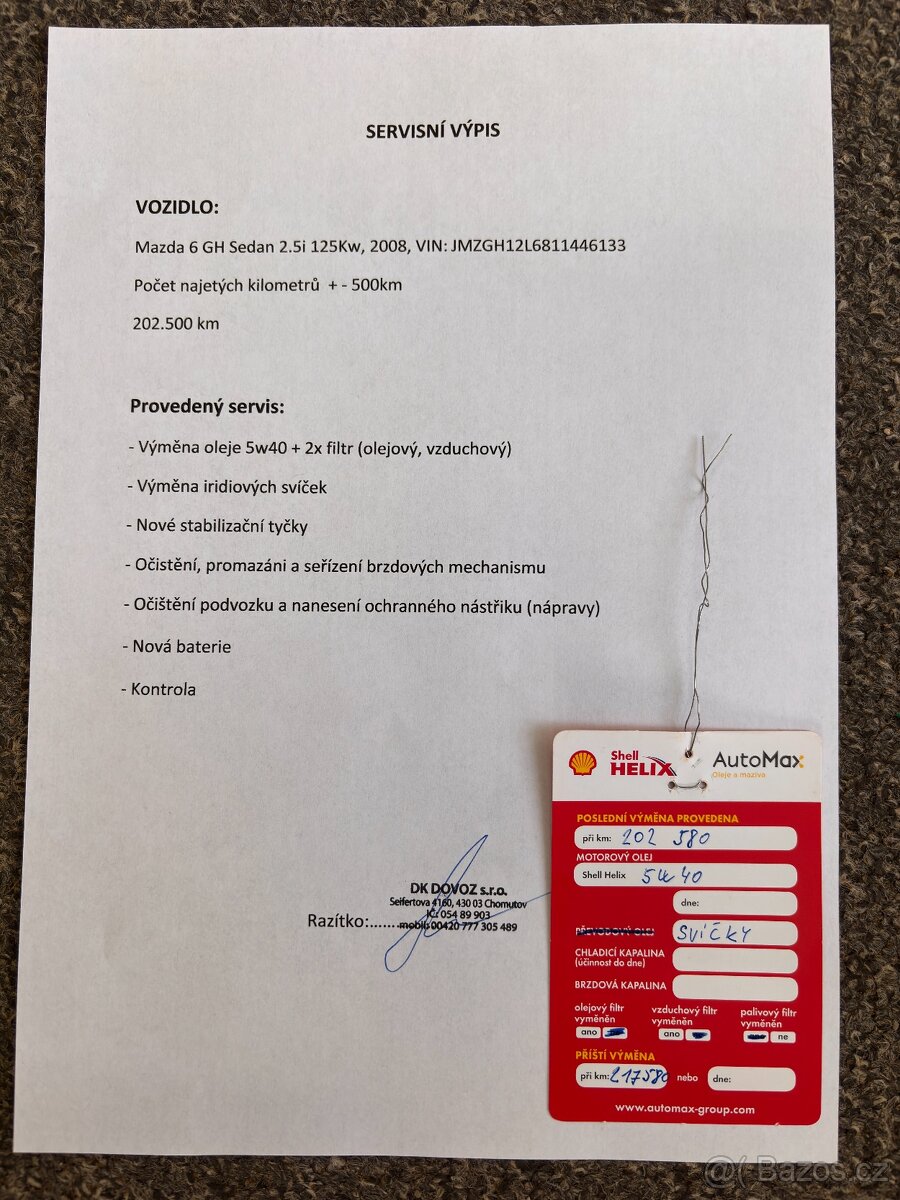 SERVISNÍ VÝPIS
VOZIDLO:
Mazda 6 GH Sedan 2.5i 125Kw, 2008, VIN: JMZGH12L6811446133
Počet najetých kilometrů + - 500km
202.500 km
Provedený servis:
- Výměna oleje 5w40 + 2x filtr (olejový, vzduchový)
- Výměna iridiových svíček
- Nové stabilizační tyčky
- Očistění, promazáni a seřízení brzdových mechanismu
- Očištění podvozku a nanesení ochranného nástřiku (nápravy)
- Nová baterie
- Kontrola
DK DOVOZ s.r.o.
Seifertova 4160, 430 03 Chomutov
IČ: 054 89 903
Razítko:........
mobil: 00420 777 305 489
Shell
HELIX
AutoMax
Oleje a maziva
POSLEDNÍ VÝMĚNA PROVEDENA
při km: 202 580
MOTOROVÝ OLEJ
Shell Helix 5W40
dne:
PŘEVODOVÝ OLEJ SVÍČKY
CHLADICÍ KAPALINA
(účinnost do dne)
BRZDOVÁ KAPALINA
olejový filtr vyměněn
ano
vzduchový filtr vyměněn
ano
palivový filtr vyměněn
ne
PŘÍŠTÍ VÝMĚNA
při km: 217580 nebo dne:
www.automax-group.com
@( Bazos.cz